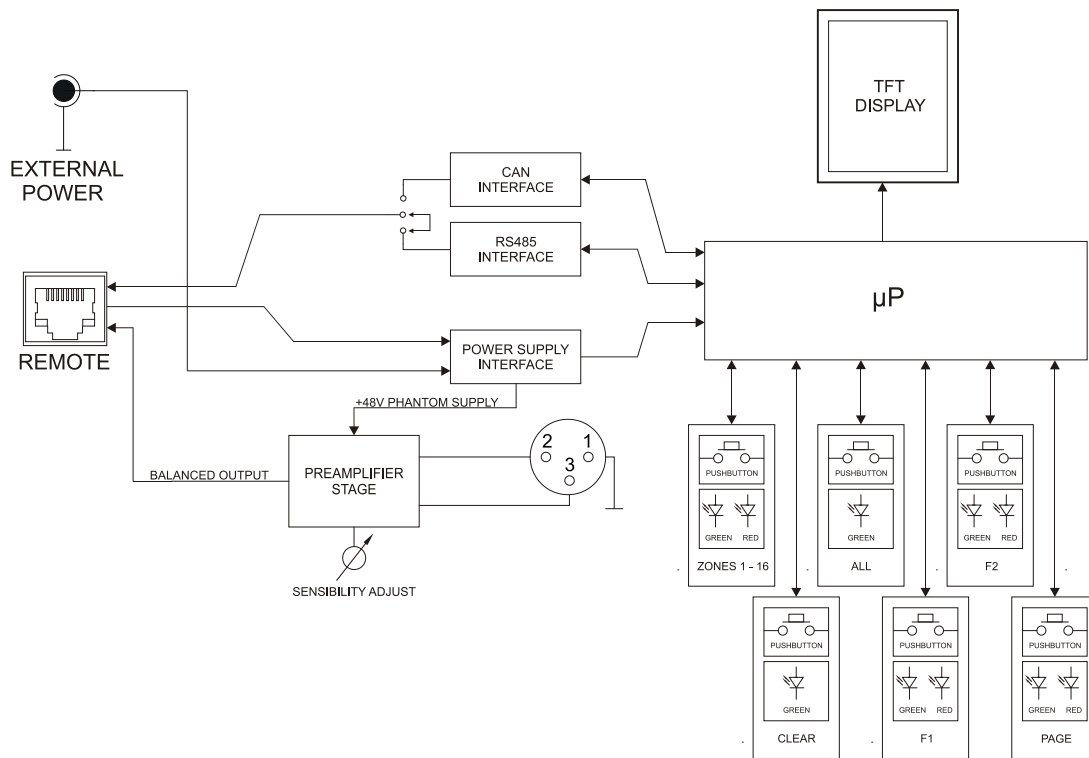 TFT
DISPLAY
EXTERNAL
POWER
CAN
INTERFACE
RS485
INTERFACE
µP
REMOTE
POWER SUPPLY
INTERFACE
+48V PHANTOM SUPPLY
BALANCED OUTPUT
PREAMPLIFIER
STAGE
2 1
3
SENSIBILITY ADJUST
PUSHBUTTON
GREEN RED
ZONES 1 - 16
PUSHBUTTON
GREEN
ALL
PUSHBUTTON
GREEN RED
F2
PUSHBUTTON
GREEN
CLEAR
PUSHBUTTON
GREEN RED
F1
PUSHBUTTON
GREEN RED
PAGE